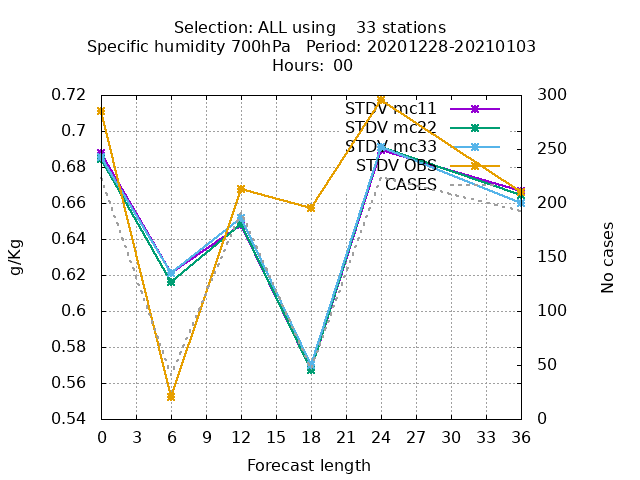 Selection: ALL using    33 stations
Specific humidity 700hPa   Period: 20201228-20210103
Hours:  00
0.72
0.7
0.68
0.66
0.64
0.62
0.6
0.58
0.56
0.54
g/Kg
STDV mc11
STDV mc22
STDV mc33
STDV OBS
CASES
300
250
200
150
100
50
0
No cases
0 3 6 9 12 15 18 21 24 27 30 33 36
Forecast length